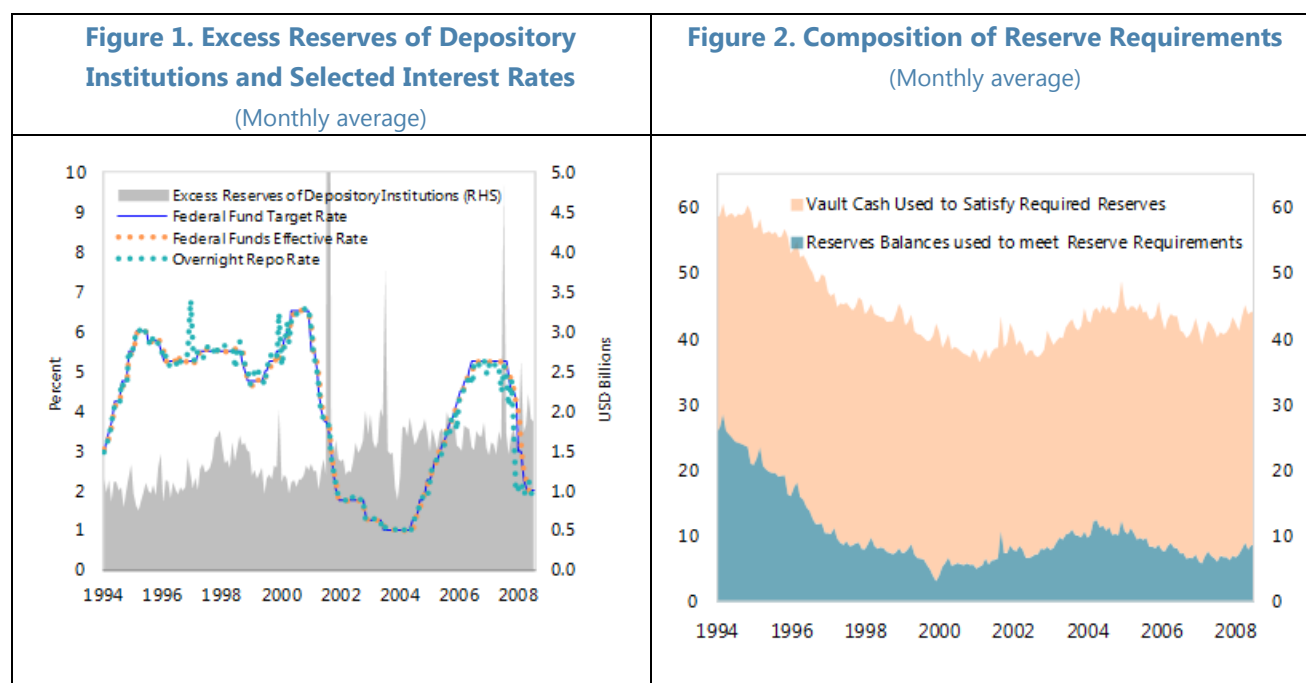 Figure 1. Excess Reserves of Depository
Institutions and Selected Interest Rates
(Monthly average)
Figure 2. Composition of Reserve Requirements
(Monthly average)
10
9
8
7
6
5
4
3
2
1
0
Percent
Excess Reserves of Depository Institutions (RHS)
Federal Fund Target Rate
Federal Funds Effective Rate
Overnight Repo Rate
5.0
4.5
4.0
3.5
3.0
2.5
2.0
1.5
1.0
0.5
0.0
USD Billions
1994 1996 1998 2000 2002 2004 2006 2008
60
50
40
30
20
10
0
Vault Cash Used to Satisfy Required Reserves
Reserves Balances used to meet Reserve Requirements
60
50
40
30
20
10
0
1994 1996 1998 2000 2002 2004 2006 2008